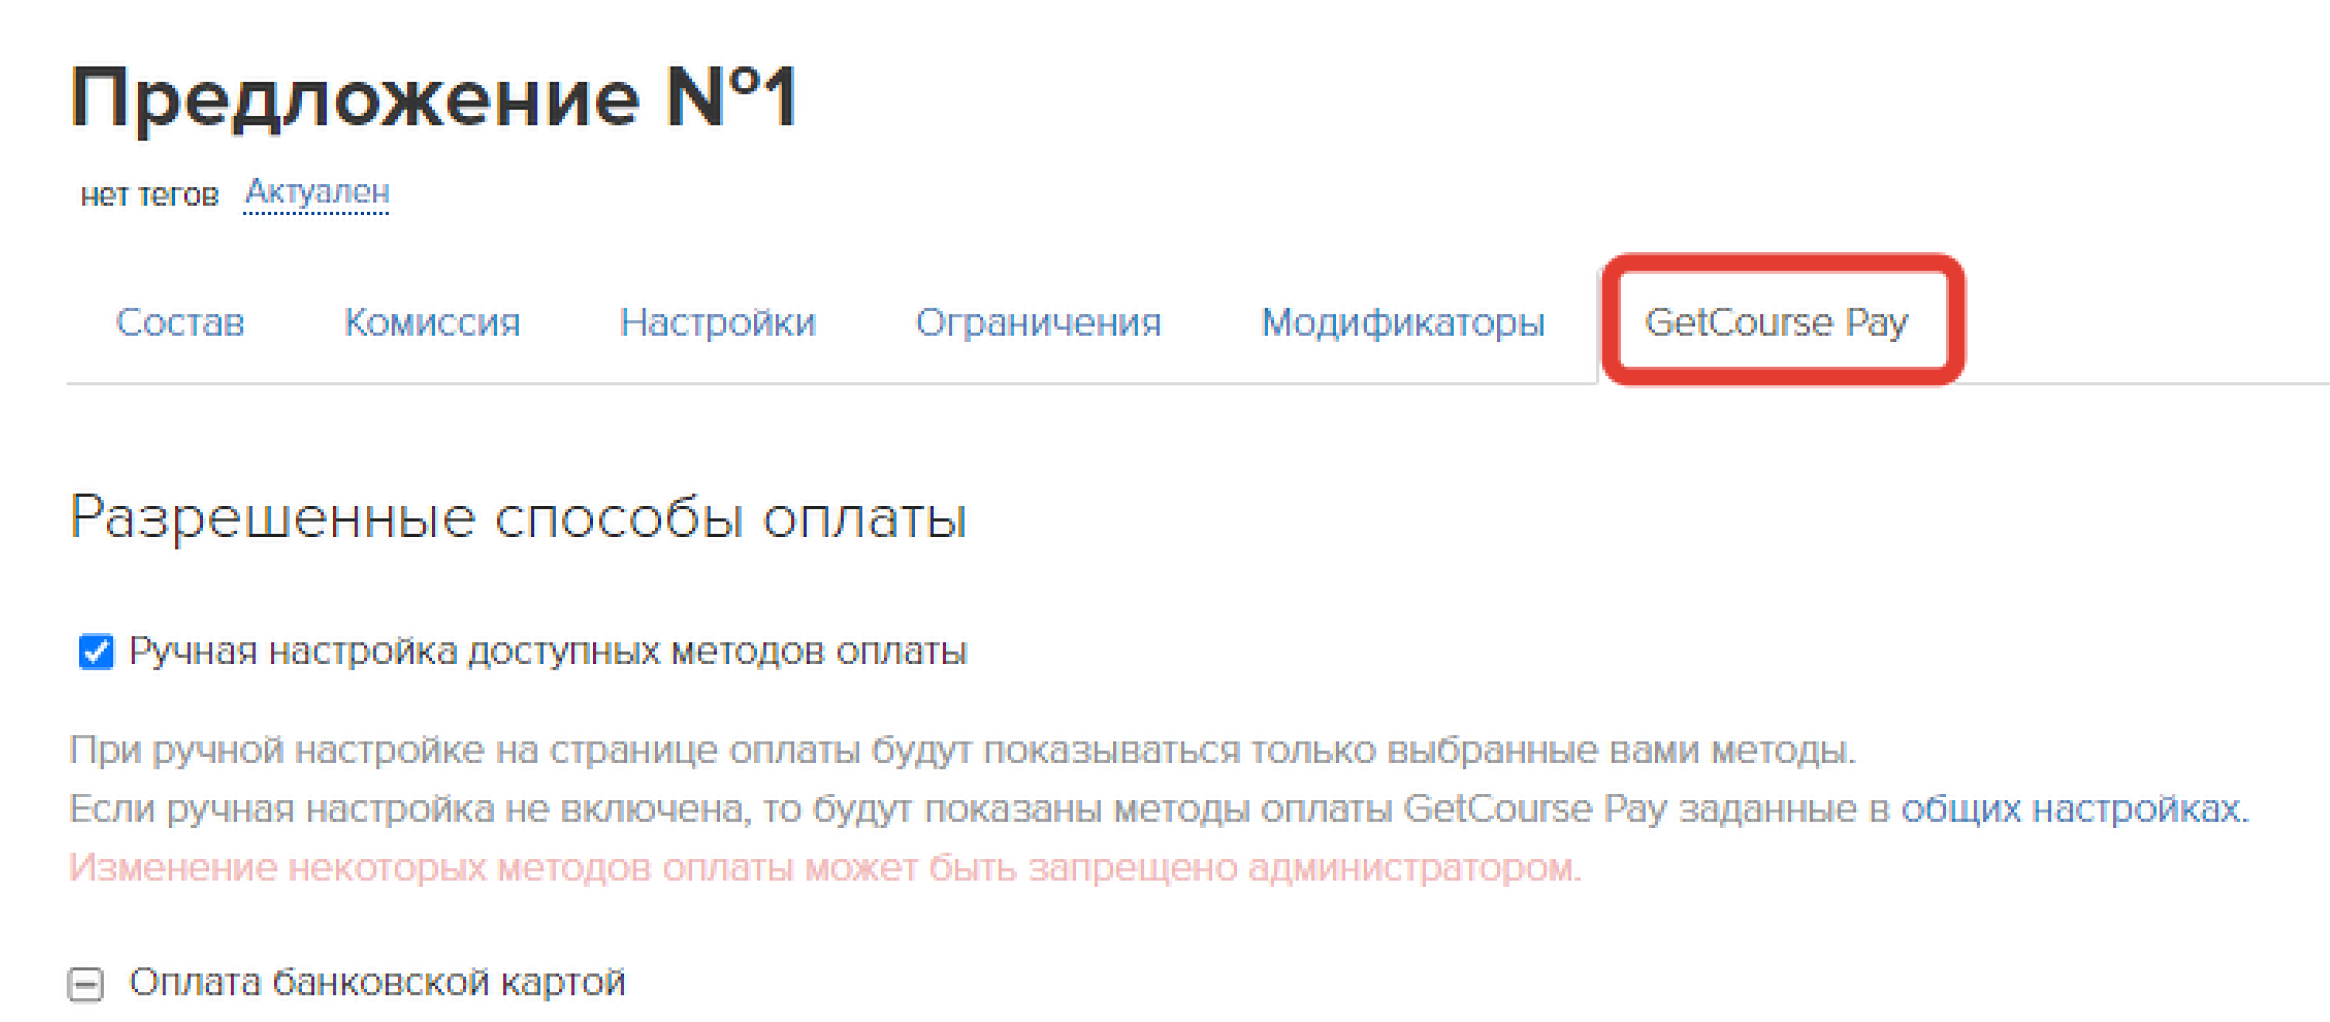 Предложение №1
нет тегов Актуален
Состав Комиссия Настройки Ограничения Модификаторы GetCourse Pay
Разрешенные способы оплаты
Ручная настройка доступных методов оплаты
При ручной настройке на странице оплаты будут показываться только выбранные вами методы.
Если ручная настройка не включена, то будут показаны методы оплаты GetCourse Pay заданные в общих настройках.
Изменение некоторых методов оплаты может быть запрещено администратором.
Оплата банковской картой